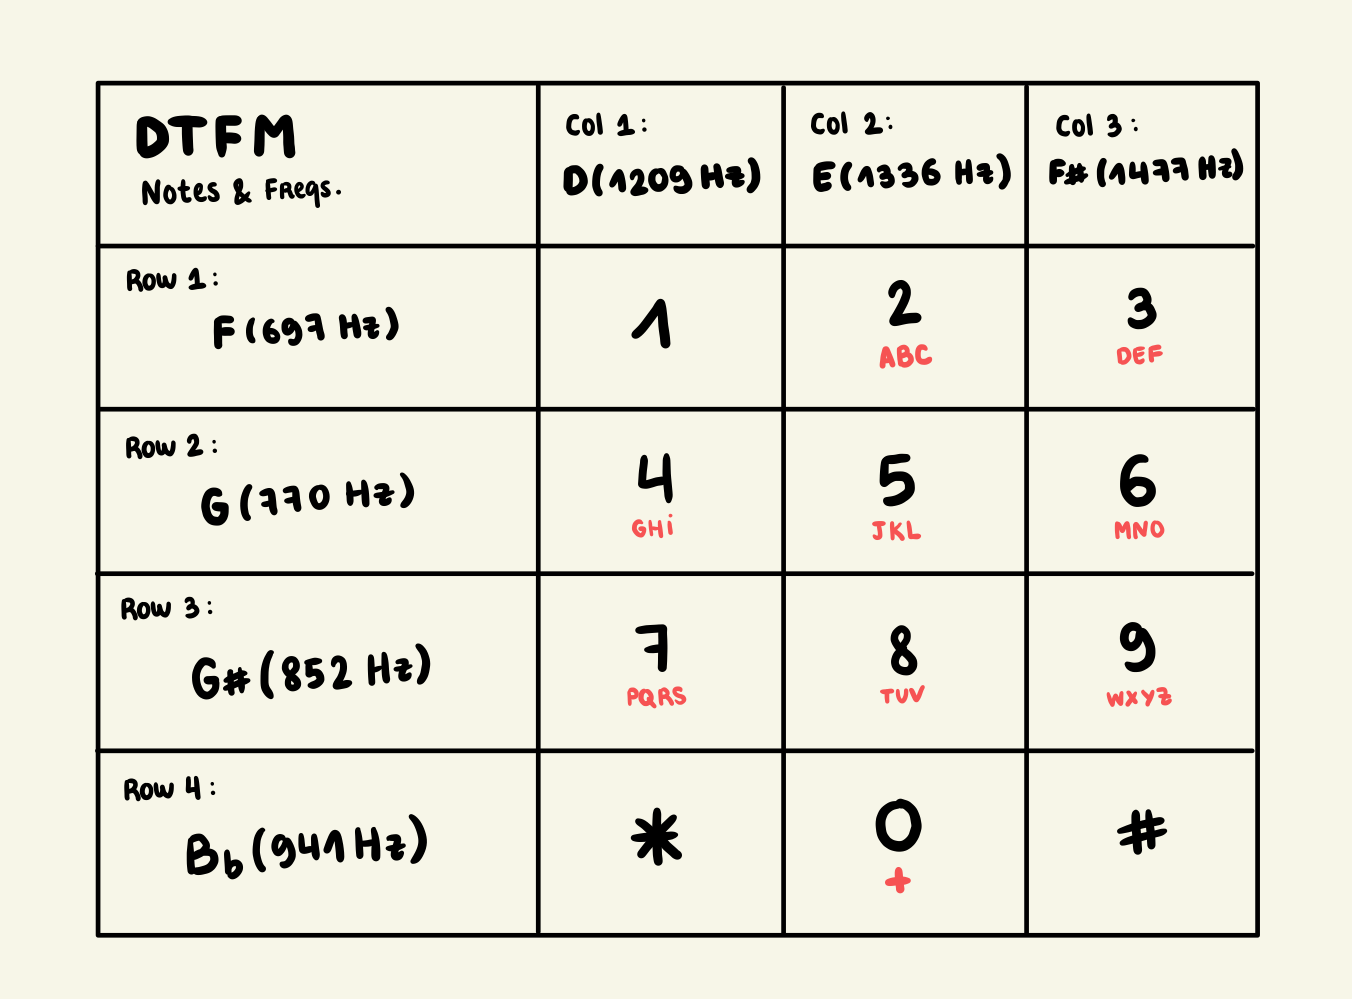 DTFM
Notes & Freqs.
Col 1:
D(1209 Hz)
Col 2:
E(1336 Hz)
Col 3:
F#(1477 Hz)
Row 1:
F(697 Hz)
1
2
ABC
3
DEF
Row 2:
G(770 Hz)
4
GHi
5
JKL
6
MNO
Row 3:
G#(852 Hz)
7
PQRS
8
TUV
9
WXYZ
Row 4:
Bb(941Hz)
*
0
+
#